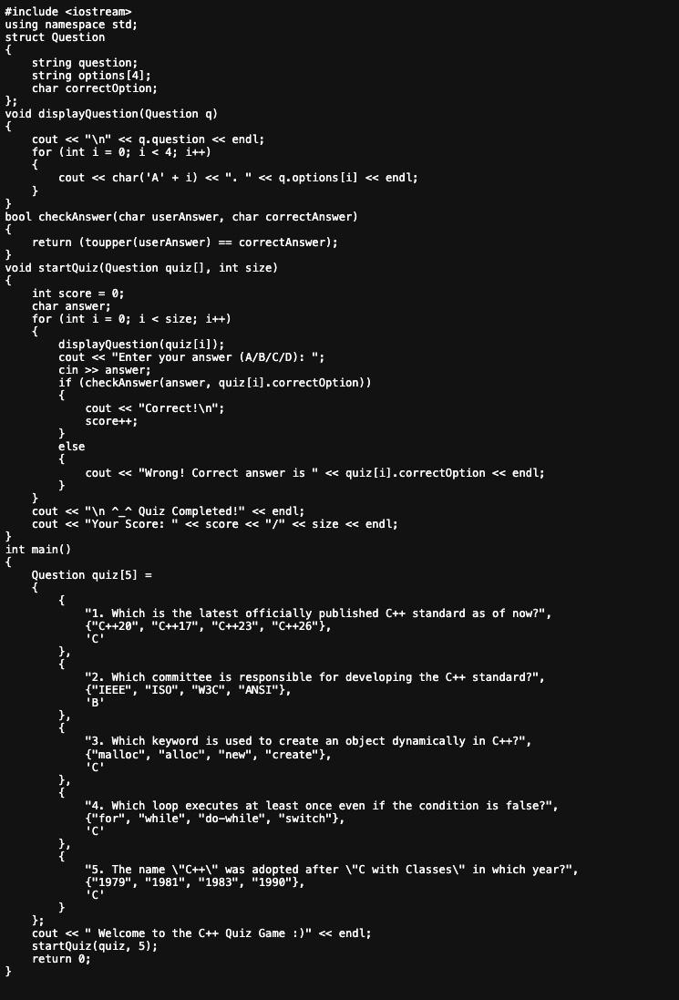 #include <iostream>
using namespace std;
struct Question
{
    string question;
    string options[4];
    char correctOption;
};
void displayQuestion(Question q)
{
    cout << "\n" << q.question << endl;
    for (int i = 0; i < 4; i++)
    {
        cout << char('A' + i) << ". " << q.options[i] << endl;
    }
}
bool checkAnswer(char userAnswer, char correctAnswer)
{
    return (toupper(userAnswer) == correctAnswer);
}
void startQuiz(Question quiz[], int size)
{
    int score = 0;
    char answer;
    for (int i = 0; i < size; i++)
    {
        displayQuestion(quiz[i]);
        cout << "Enter your answer (A/B/C/D): ";
        cin >> answer;
        if (checkAnswer(answer, quiz[i].correctOption))
        {
            cout << "Correct!\n";
            score++;
        }
        else
        {
            cout << "Wrong! Correct answer is " << quiz[i].correctOption << endl;
        }
    }
    cout << "\n ^_^ Quiz Completed!" << endl;
    cout << "Your Score: " << score << "/" << size << endl;
}
int main()
{
    Question quiz[5] =
    {
        {
            "1. Which is the latest officially published C++ standard as of now?",
            {"C++20", "C++17", "C++23", "C++26"},
            'C'
        },
        {
            "2. Which committee is responsible for developing the C++ standard?",
            {"IEEE", "ISO", "W3C", "ANSI"},
            'B'
        },
        {
            "3. Which keyword is used to create an object dynamically in C++?",
            {"malloc", "alloc", "new", "create"},
            'C'
        },
        {
            "4. Which loop executes at least once even if the condition is false?",
            {"for", "while", "do-while", "switch"},
            'C'
        },
        {
            "5. The name \"C++\" was adopted after \"C with Classes\" in which year?",
            {"1979", "1981", "1983", "1990"},
            'C'
        }
    };
    cout << " Welcome to the C++ Quiz Game :)" << endl;
    startQuiz(quiz, 5);
    return 0;
}